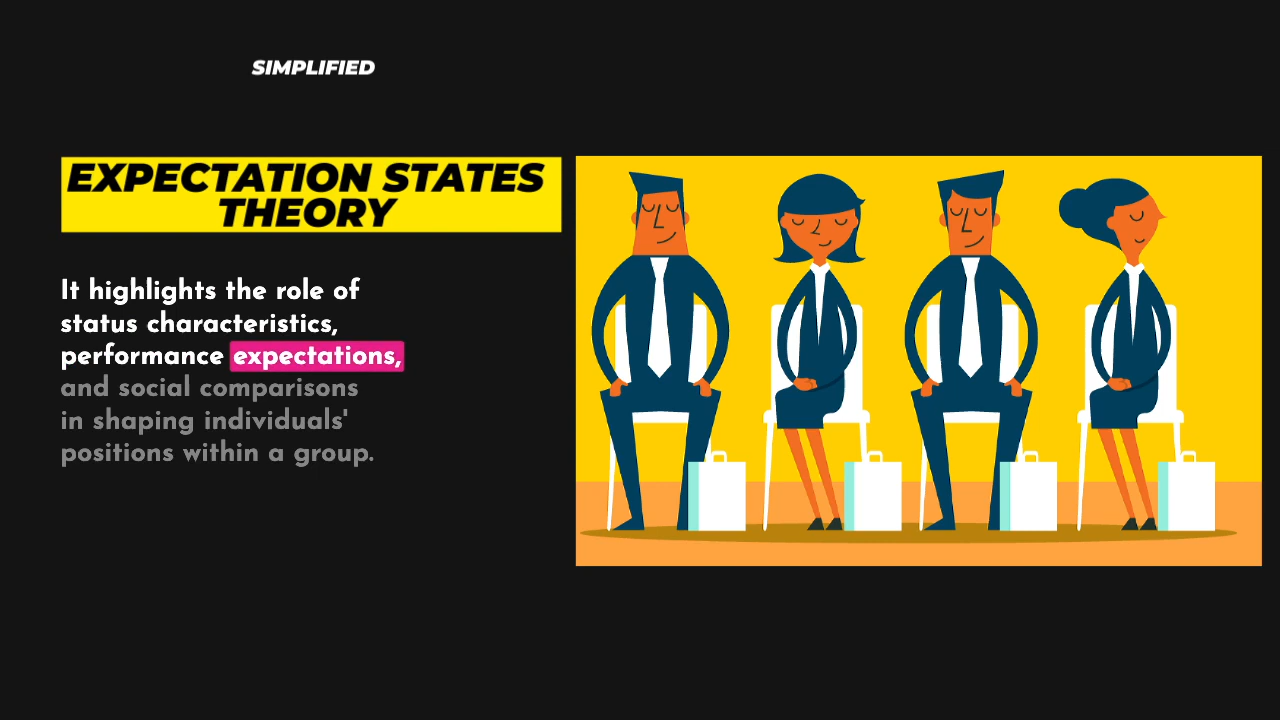 SIMPLIFIED
EXPECTATION STATES
THEORY
It highlights the role of
status characteristics,
performance expectations,
and social comparisons
in shaping individuals'
positions within a group.